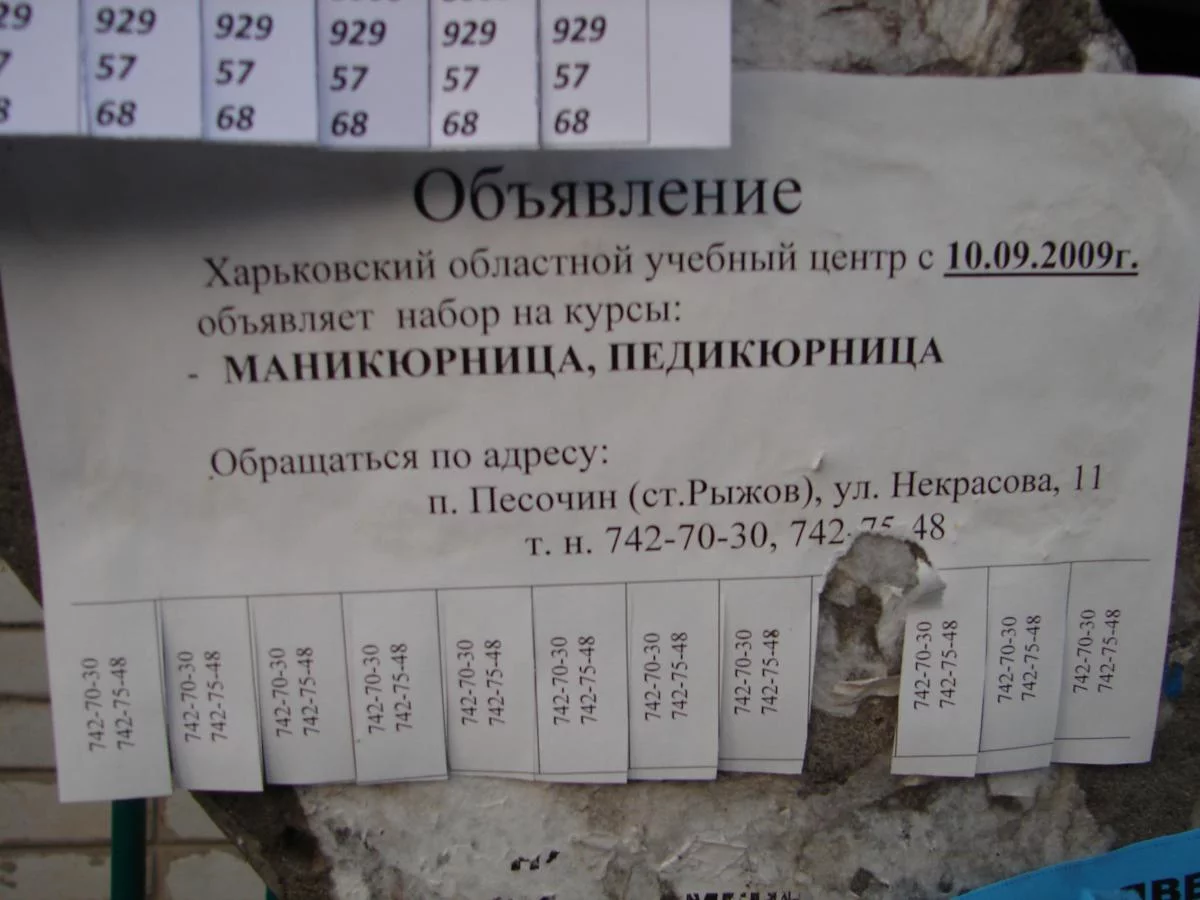 929 929 929 929 929
57 57 57 57 57
68 68 68 68 68
Объявление
Харьковский областной учебный центр с 10.09.2009г.
объявляет набор на курсы:
- МАНИКЮРНИЦА, ПЕДИКЮРНИЦА
Обращаться по адресу:
п. Песочин (ст.Рыжов), ул. Некрасова, 11
т. н. 742-70-30, 742-75-48
742-70-30
742-75-48
742-70-30
742-75-48
742-70-30
742-75-48
742-70-30
742-75-48
742-70-30
742-75-48
742-70-30
742-75-48
742-70-30
742-75-48
742-70-30
742-75-48
742-70-30
742-75-48
742-70-30
742-75-48
742-70-30
742-75-48